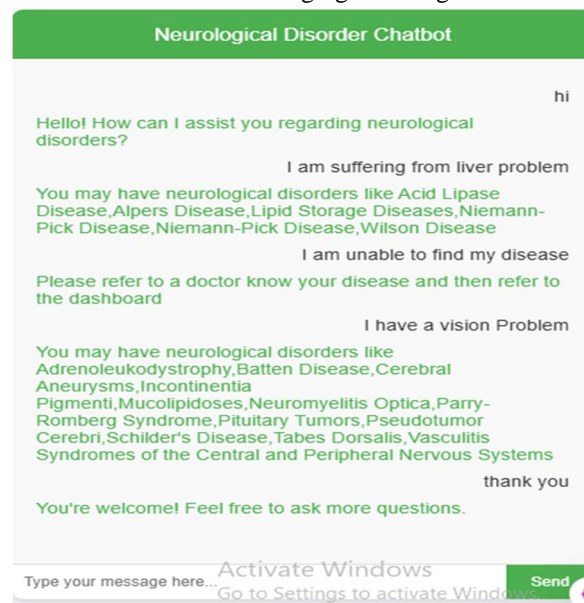 Neurological Disorder Chatbot
hi
Hello! How can I assist you regarding neurological
disorders?
I am suffering from liver problem
You may have neurological disorders like Acid Lipase
Disease,Alpers Disease,Lipid Storage Diseases,Niemann-
Pick Disease,Niemann-Pick Disease,Wilson Disease
I am unable to find my disease
Please refer to a doctor know your disease and then refer to
the dashboard
I have a vision Problem
You may have neurological disorders like
Adrenoleukodystrophy,Batten Disease,Cerebral
Aneurysms,Incontinentia
Pigmenti,Mucolipidoses,Neuromyelitis Optica,Parry-
Romberg Syndrome,Pituitary Tumors,Pseudotumor
Cerebri,Schilder's Disease,Tabes Dorsalis,Vasculitis
Syndromes of the Central and Peripheral Nervous Systems
thank you
You're welcome! Feel free to ask more questions.
Activate Windows
Type your message here...
Send
Go to Settings to activate Windows.